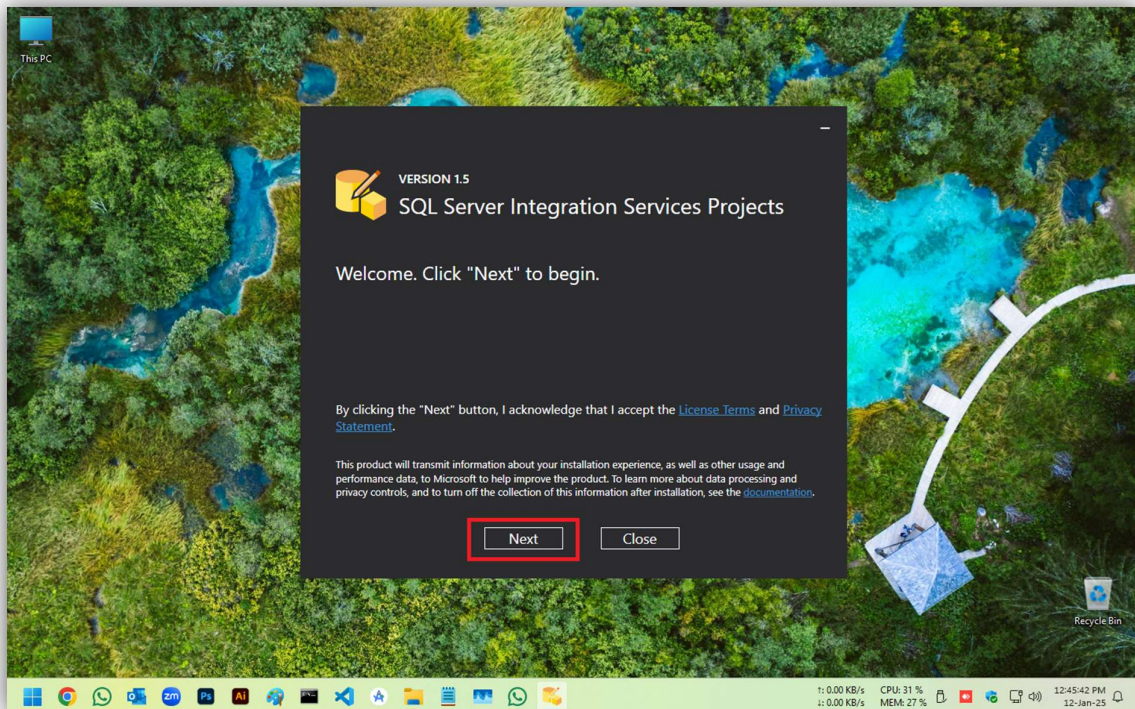 This PC
VERSION 1.5
SQL Server Integration Services Projects
Welcome. Click "Next" to begin.
By clicking the "Next" button, I acknowledge that I accept the License Terms and Privacy
Statement.
This product will transmit information about your installation experience, as well as other usage and
performance data, to Microsoft to help improve the product. To learn more about data processing and
privacy controls, and to turn off the collection of this information after installation, see the documentation.
Next Close
Recycle Bin
zm Ps Ai
↑: 0.00 KB/s CPU: 31 % 12:45:42 PM
↓: 0.00 KB/s MEM: 27 % 12-Jan-25